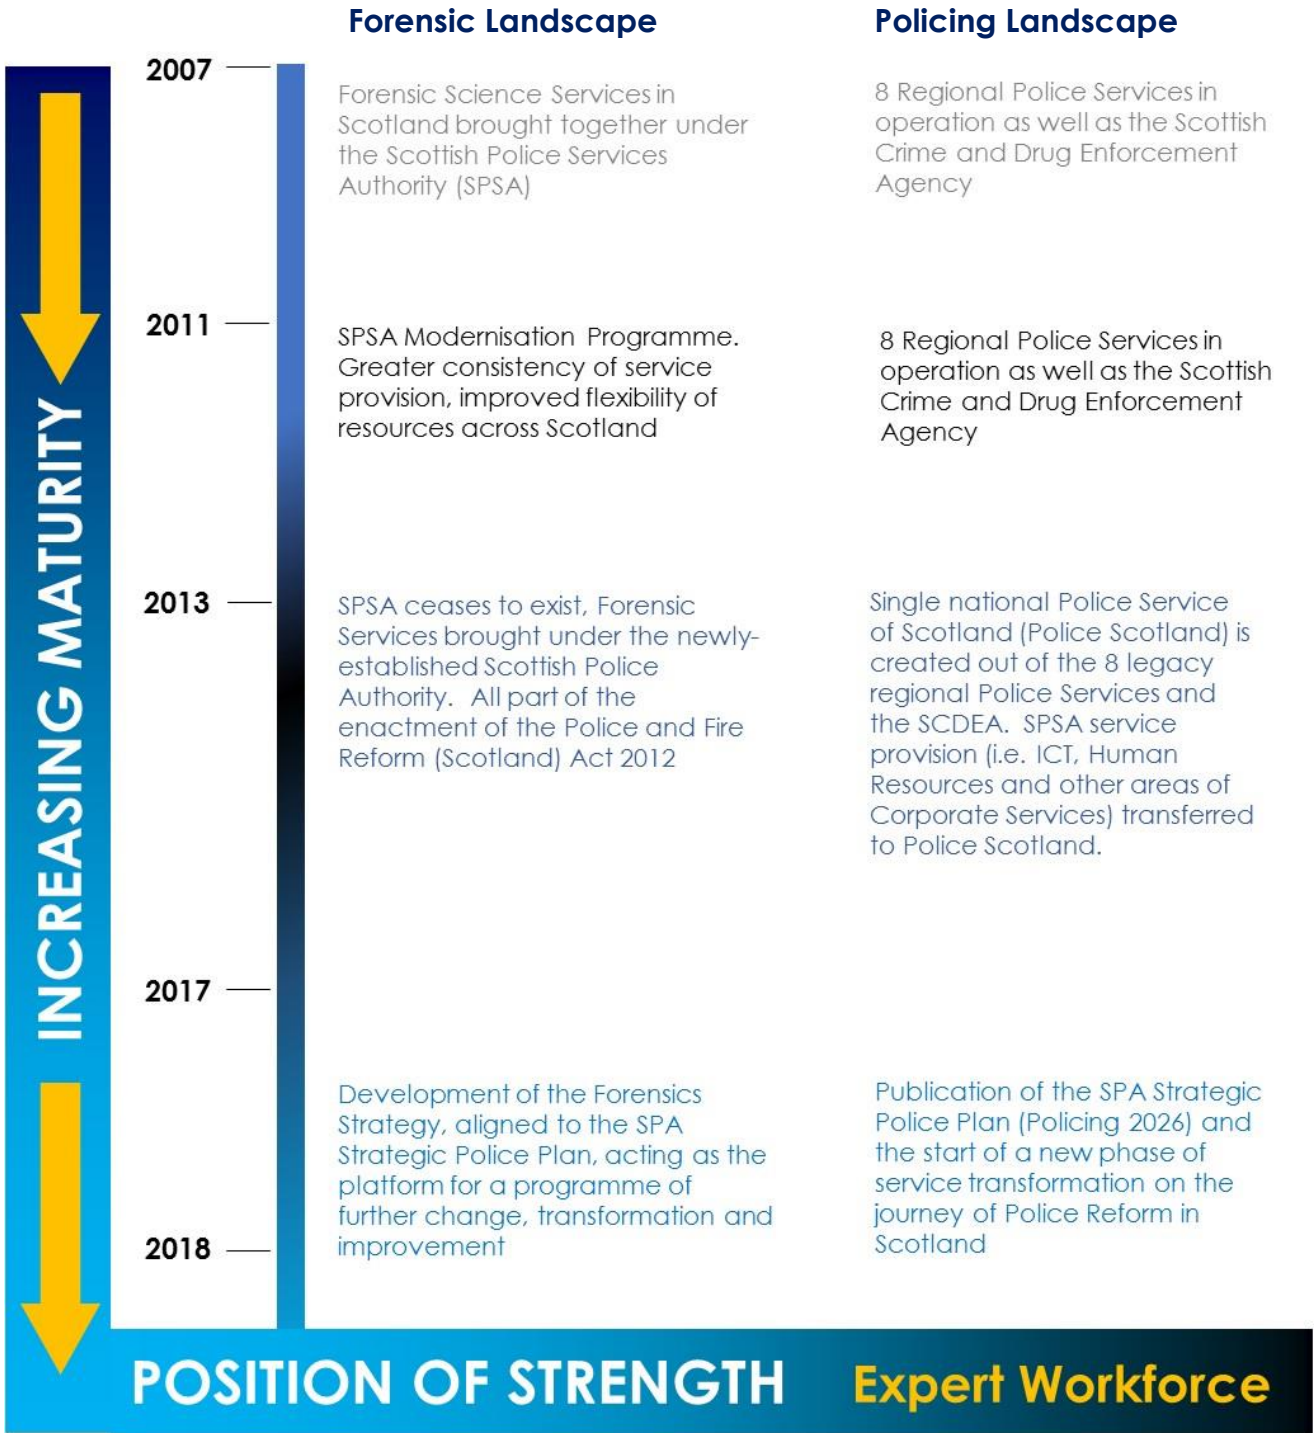 Forensic Landscape
Policing Landscape
2007
Forensic Science Services in
Scotland brought together under
the Scottish Police Services
Authority (SPSA)
8 Regional Police Services in
operation as well as the Scottish
Crime and Drug Enforcement
Agency
2011
SPSA Modernisation Programme.
Greater consistency of service
provision, improved flexibility of
resources across Scotland
8 Regional Police Services in
operation as well as the Scottish
Crime and Drug Enforcement
Agency
2013
SPSA ceases to exist, Forensic
Services brought under the newly-
established Scottish Police
Authority.  All part of the
enactment of the Police and Fire
Reform (Scotland) Act 2012
Single national Police Service
of Scotland (Police Scotland) is
created out of the 8 legacy
regional Police Services and
the SCDEA.  SPSA service
provision (i.e. ICT, Human
Resources and other areas of
Corporate Services) transferred
to Police Scotland.
2017
Development of the Forensics
Strategy, aligned to the SPA
Strategic Police Plan, acting as the
platform for a programme of
further change, transformation and
improvement
Publication of the SPA Strategic
Police Plan (Policing 2026) and
the start of a new phase of
service transformation on the
journey of Police Reform in
Scotland
2018
INCREASING MATURITY
POSITION OF STRENGTH
Expert Workforce